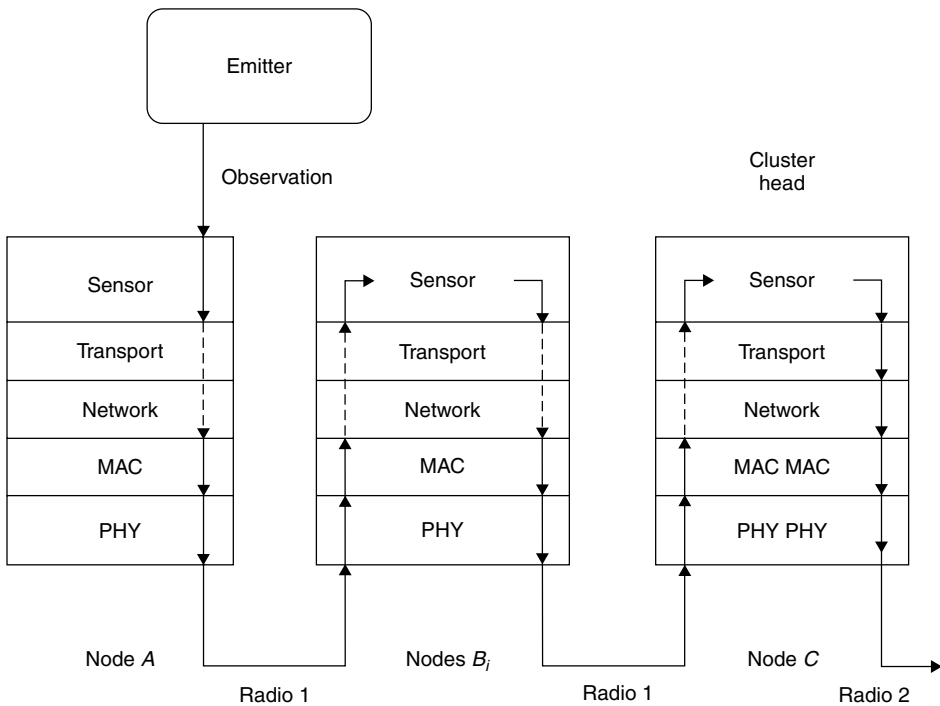 Emitter
Observation
Cluster
head
Sensor
Sensor
Sensor
Transport
Transport
Transport
Network
Network
Network
MAC
MAC
MAC MAC
PHY
PHY
PHY PHY
Node A
Nodes Bi
Node C
Radio 1
Radio 1
Radio 2